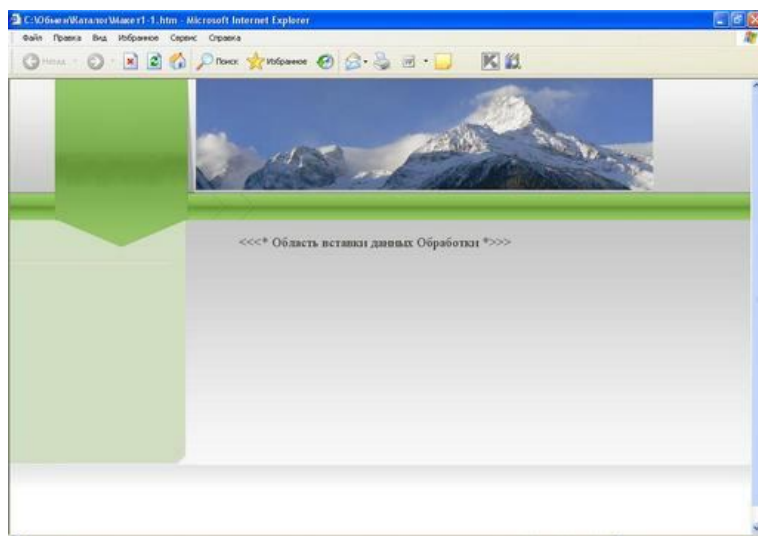 C:\Обмен\Каталог\Макет1-1.htm - Microsoft Internet Explorer
Файл Правка Вид Избранное Сервис Справка
Назад Поиск Избранное
<<<* Область вставки данных Обработки *>>>